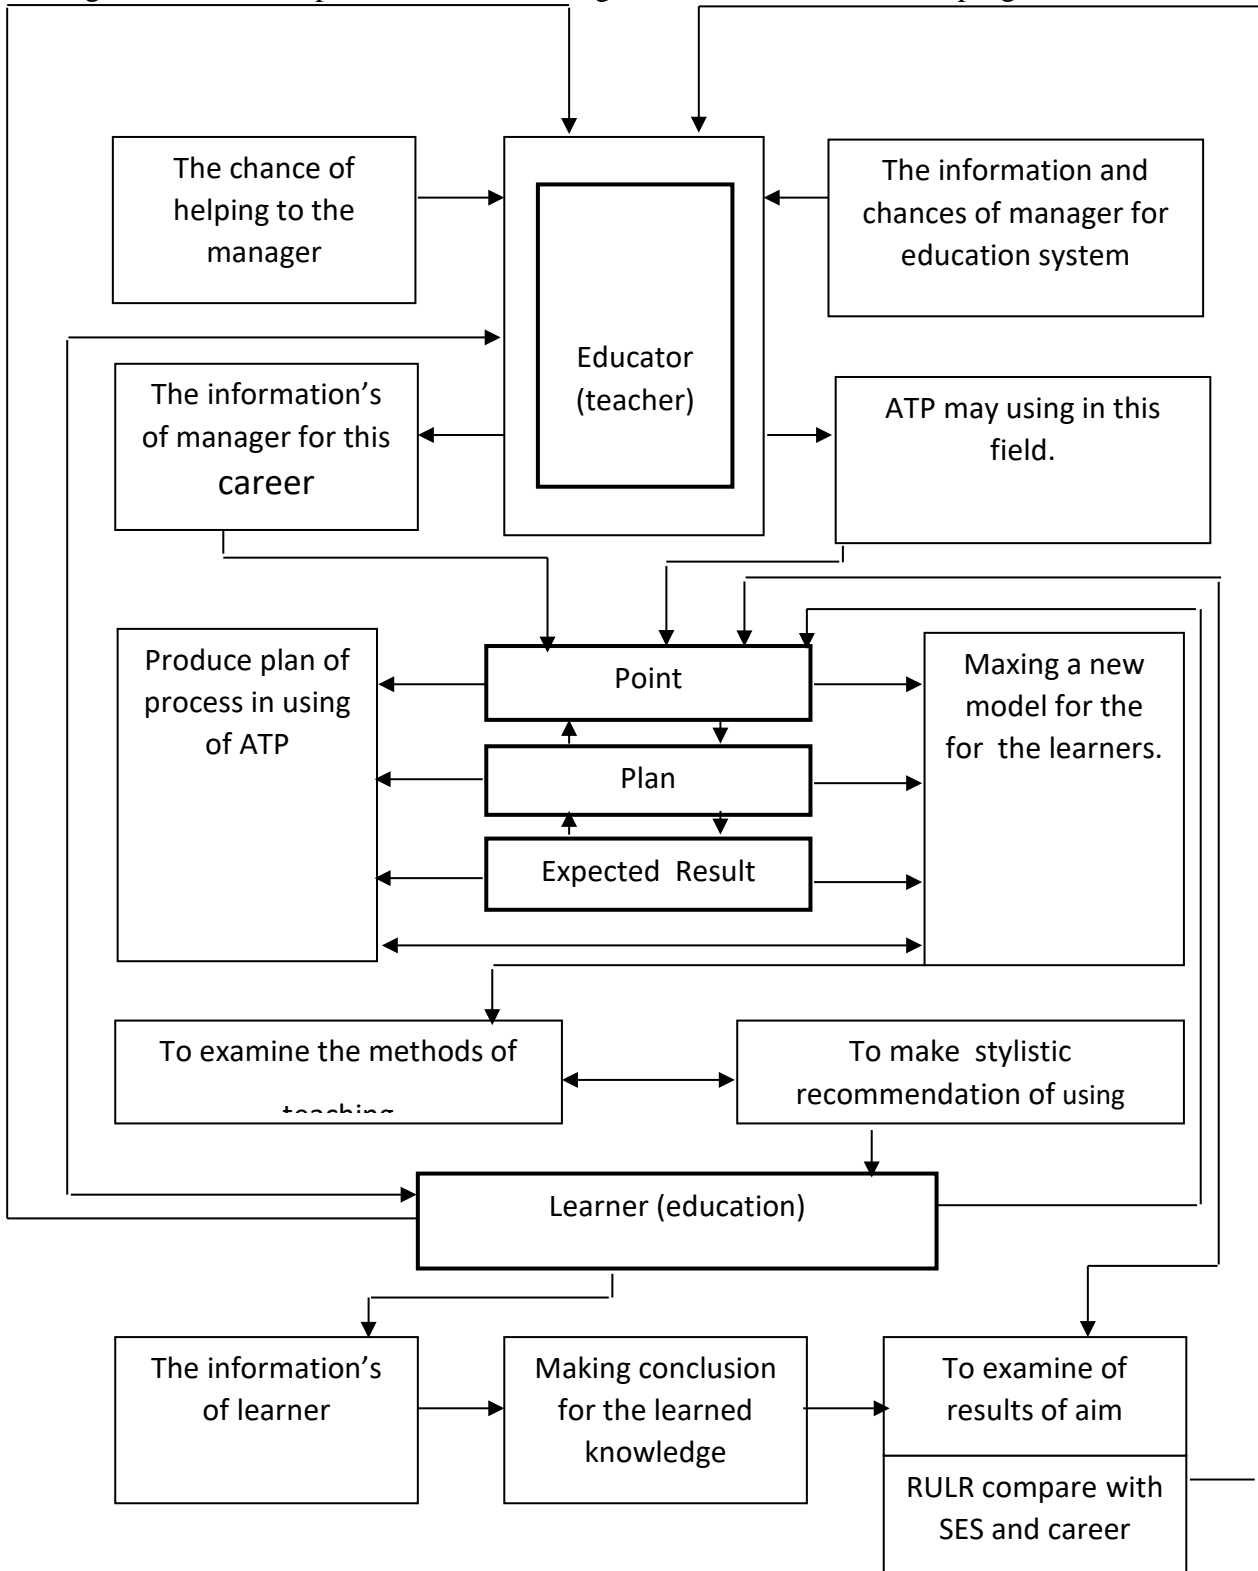 The chance of
helping to the
manager
The information and
chances of manager for
education system
Educator
(teacher)
The information’s
of manager for this
career
ATP may using in this
field.
Produce plan of
process in using
of ATP
Point
Plan
Expected Result
Maxing a new
model for the
for the learners.
To examine the methods of
teaching
To make stylistic
recommendation of using
Learner (education)
The information’s
of learner
Making conclusion
for the learned
knowledge
To examine of
results of aim
RULR compare with
SES and career